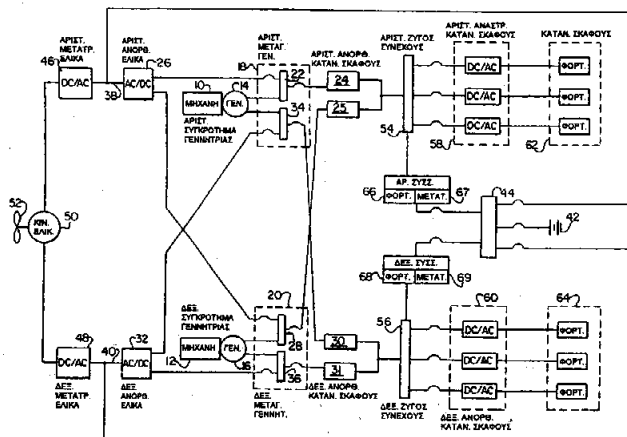 ΑΡΙΣΤ.
ΜΕΤΑΤΡ.
ΕΛΙΚΑ
46
DC/AC
38
ΑΡΙΣΤ.
ΑΝΟΡΘ.
ΕΛΙΚΑ
26
AC/DC
ΑΡΙΣΤ.
ΜΕΤΑΓ.
ΓΕΝ.
18
22
34
10
14
ΜΗΧΑΝΗ
ΓΕΝ.
ΑΡΙΣΤ.
ΣΥΓΚΡΟΤΗΜΑ
ΓΕΝΝΗΤΡΙΑΣ
ΑΡΙΣΤ. ΑΝΟΡΘ.
ΚΑΤΑΝ. ΣΚΑΦΟΥΣ
24
25
ΑΡΙΣΤ. ΖΥΓΟΣ
ΣΥΝΕΧΟΥΣ
54
ΑΡΙΣΤ. ΑΝΑΣΤΡ.
ΚΑΤΑΝ. ΣΚΑΦΟΥΣ
DC/AC
DC/AC
DC/AC
58
ΚΑΤΑΝ. ΣΚΑΦΟΥΣ
ΦΟΡΤ.
ΦΟΡΤ.
ΦΟΡΤ.
62
66
ΑΡ. ΣΥΣΣ.
67
ΦΟΡΤ.
ΜΕΤΑΤ.
44
42
52
50
ΚΙΝ.
ΕΛΙΚ.
68
ΔΕΞ. ΣΥΣΣ.
69
ΦΟΡΤ.
ΜΕΤΑΤ.
48
DC/AC
ΔΕΞ.
ΜΕΤΑΤΡ.
ΕΛΙΚΑ
40
32
AC/DC
ΔΕΞ.
ΑΝΟΡΘ.
ΕΛΙΚΑ
ΔΕΞ.
ΣΥΓΚΡΟΤΗΜΑ
ΓΕΝΝΗΤΡΙΑΣ
ΜΗΧΑΝΗ
12
ΓΕΝ.
16
20
28
36
ΔΕΞ.
ΜΕΤΑΓ.
ΓΕΝΝΗΤ.
30
31
ΔΕΞ. ΑΝΟΡΘ.
ΚΑΤΑΝ. ΣΚΑΦΟΥΣ
56
ΔΕΞ. ΖΥΓΟΣ
ΣΥΝΕΧΟΥΣ
60
DC/AC
DC/AC
DC/AC
ΔΕΞ. ΑΝΟΡΘ.
ΚΑΤΑΝ. ΣΚΑΦΟΥΣ
64
ΦΟΡΤ.
ΦΟΡΤ.
ΦΟΡΤ.